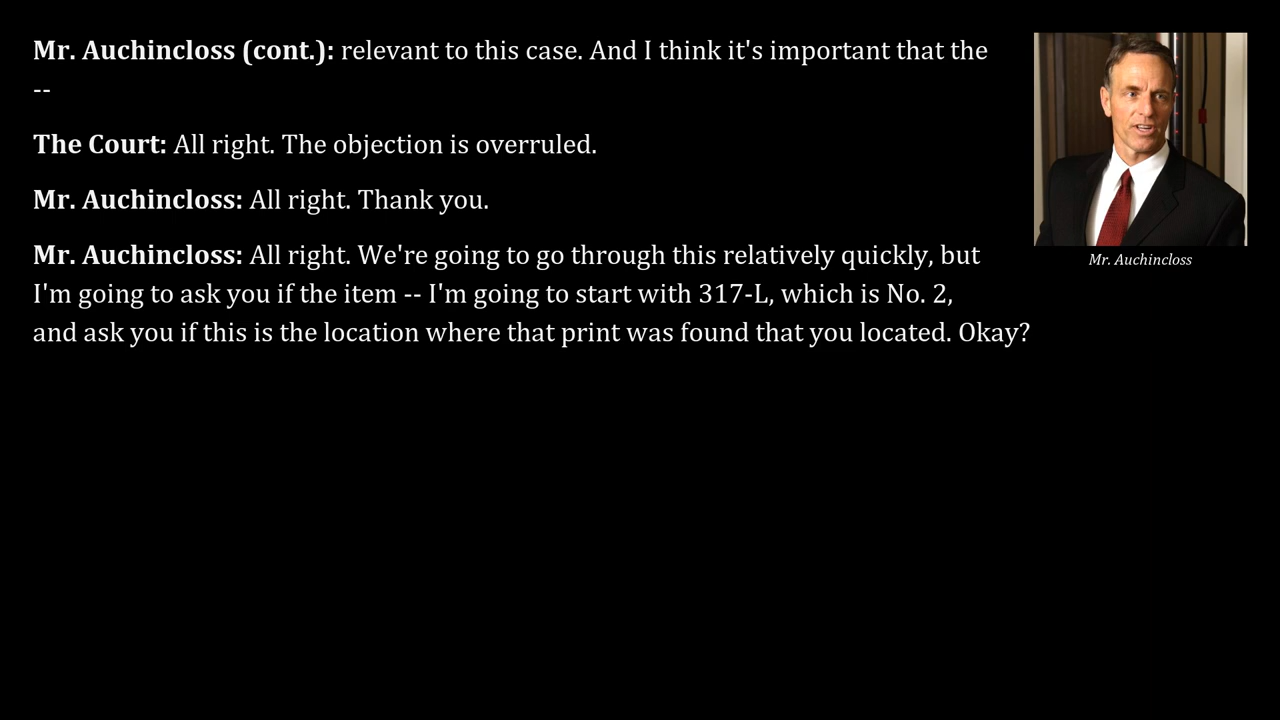 Mr. Auchincloss (cont.): relevant to this case. And I think it's important that the
--
The Court: All right. The objection is overruled.
Mr. Auchincloss: All right. Thank you.
Mr. Auchincloss: All right. We're going to go through this relatively quickly, but
I'm going to ask you if the item -- I'm going to start with 317-L, which is No. 2,
and ask you if this is the location where that print was found that you located. Okay?
Mr. Auchincloss